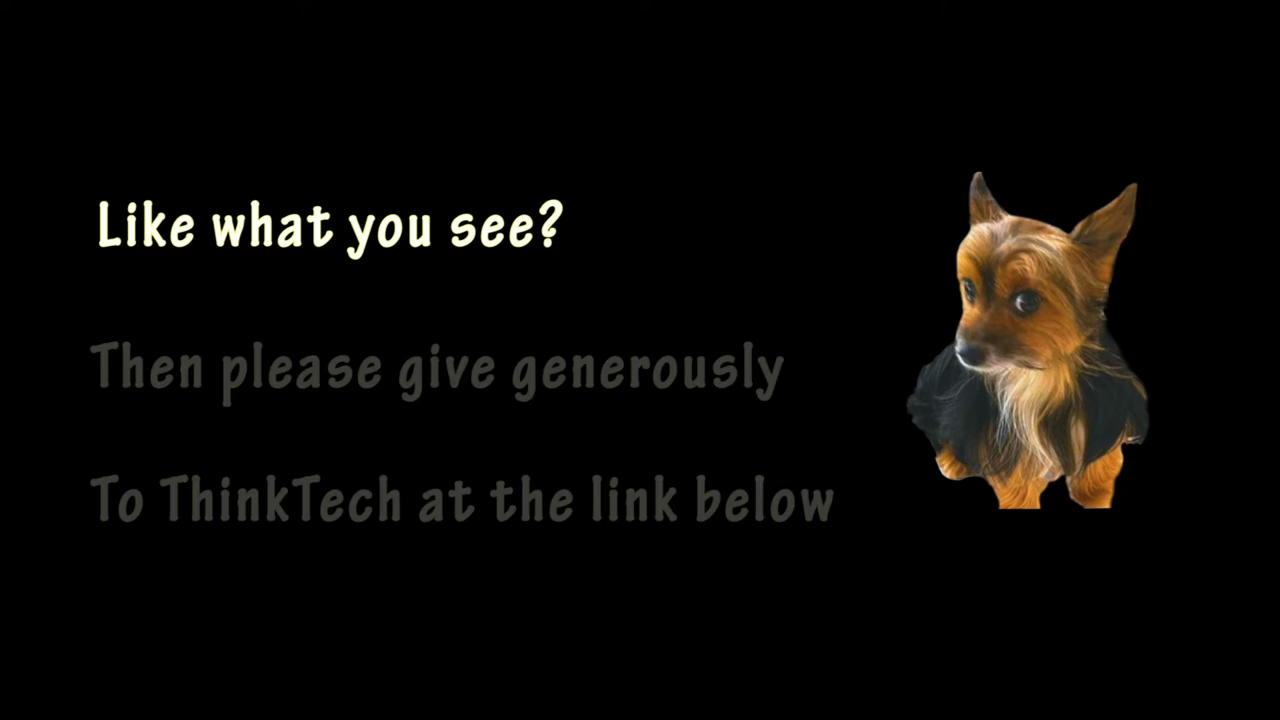 Like what you see?
Then please give generously
To ThinkTech at the link below